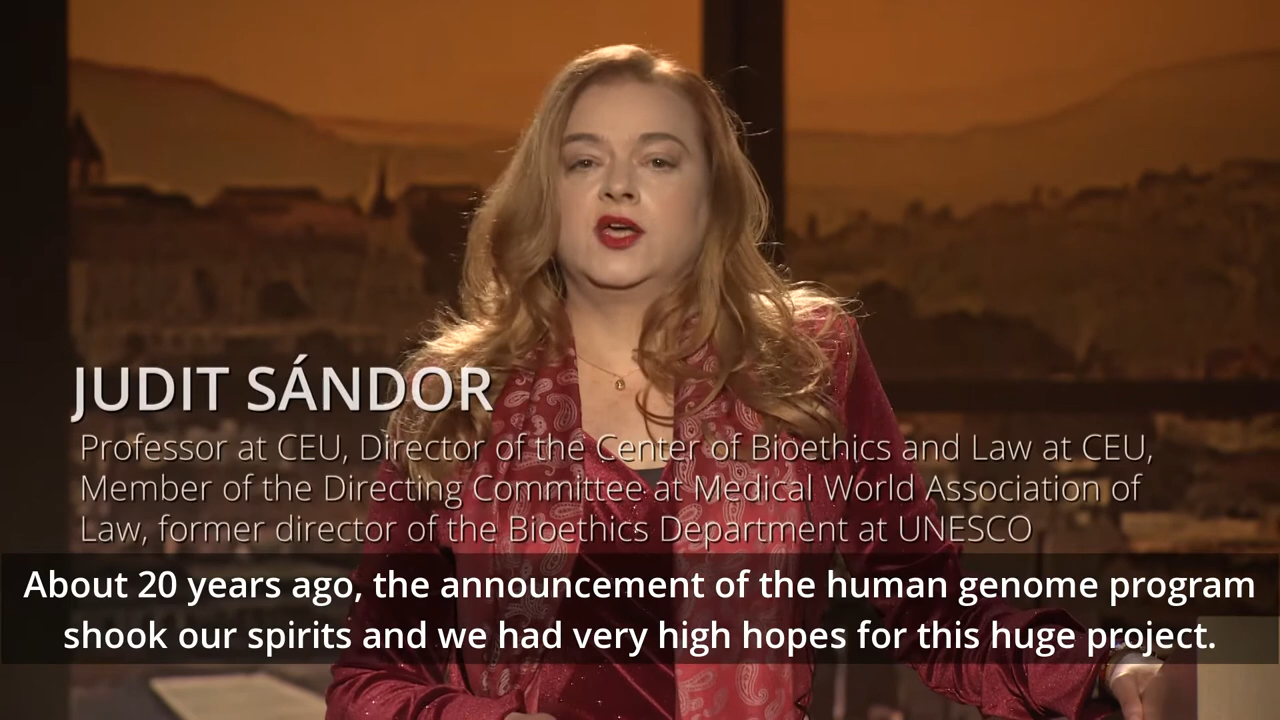 JUDIT SÁNDOR
Professor at CEU, Director of the Center of Bioethics and Law at CEU,
Member of the Directing Committee at Medical World Association of
Law, former director of the Bioethics Department at UNESCO
About 20 years ago, the announcement of the human genome program
shook our spirits and we had very high hopes for this huge project.